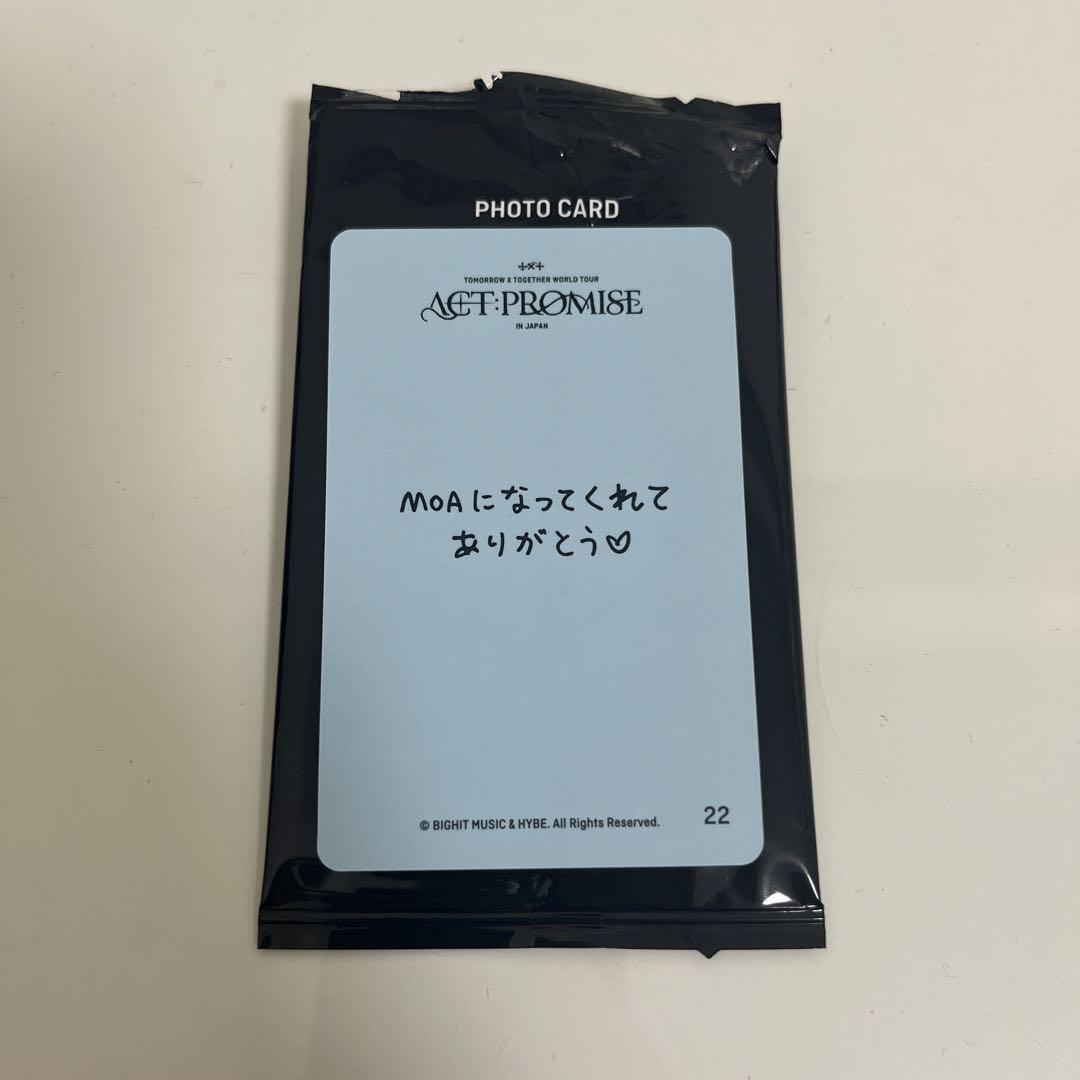 PHOTO CARD
TOMORROW X TOGETHER WORLD TOUR
ACT:PROMISE
IN JAPAN
MOAになってくれて
ありがとう♡
© BIGHIT MUSIC & HYBE. All Rights Reserved.
22